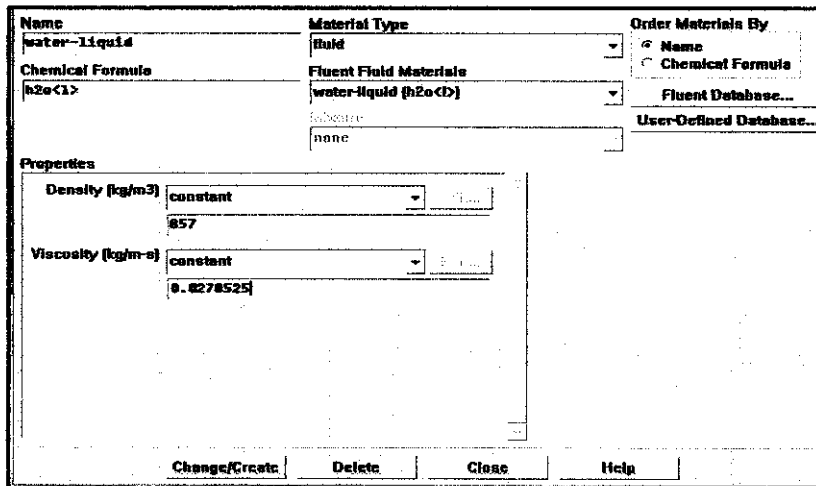 Name
water-liquid
Chemical Formula
h2o<l>
Material Type
fluid
Fluent Fluid Materials
water-liquid (h2o<l>)
none
Order Materials By
Name
Chemical Formula
Fluent Database...
User-Defined Database...
Properties
Density (kg/m3) constant
857
Viscosity (kg/m-s) constant
0.0278525
Change/Create Delete Close Help